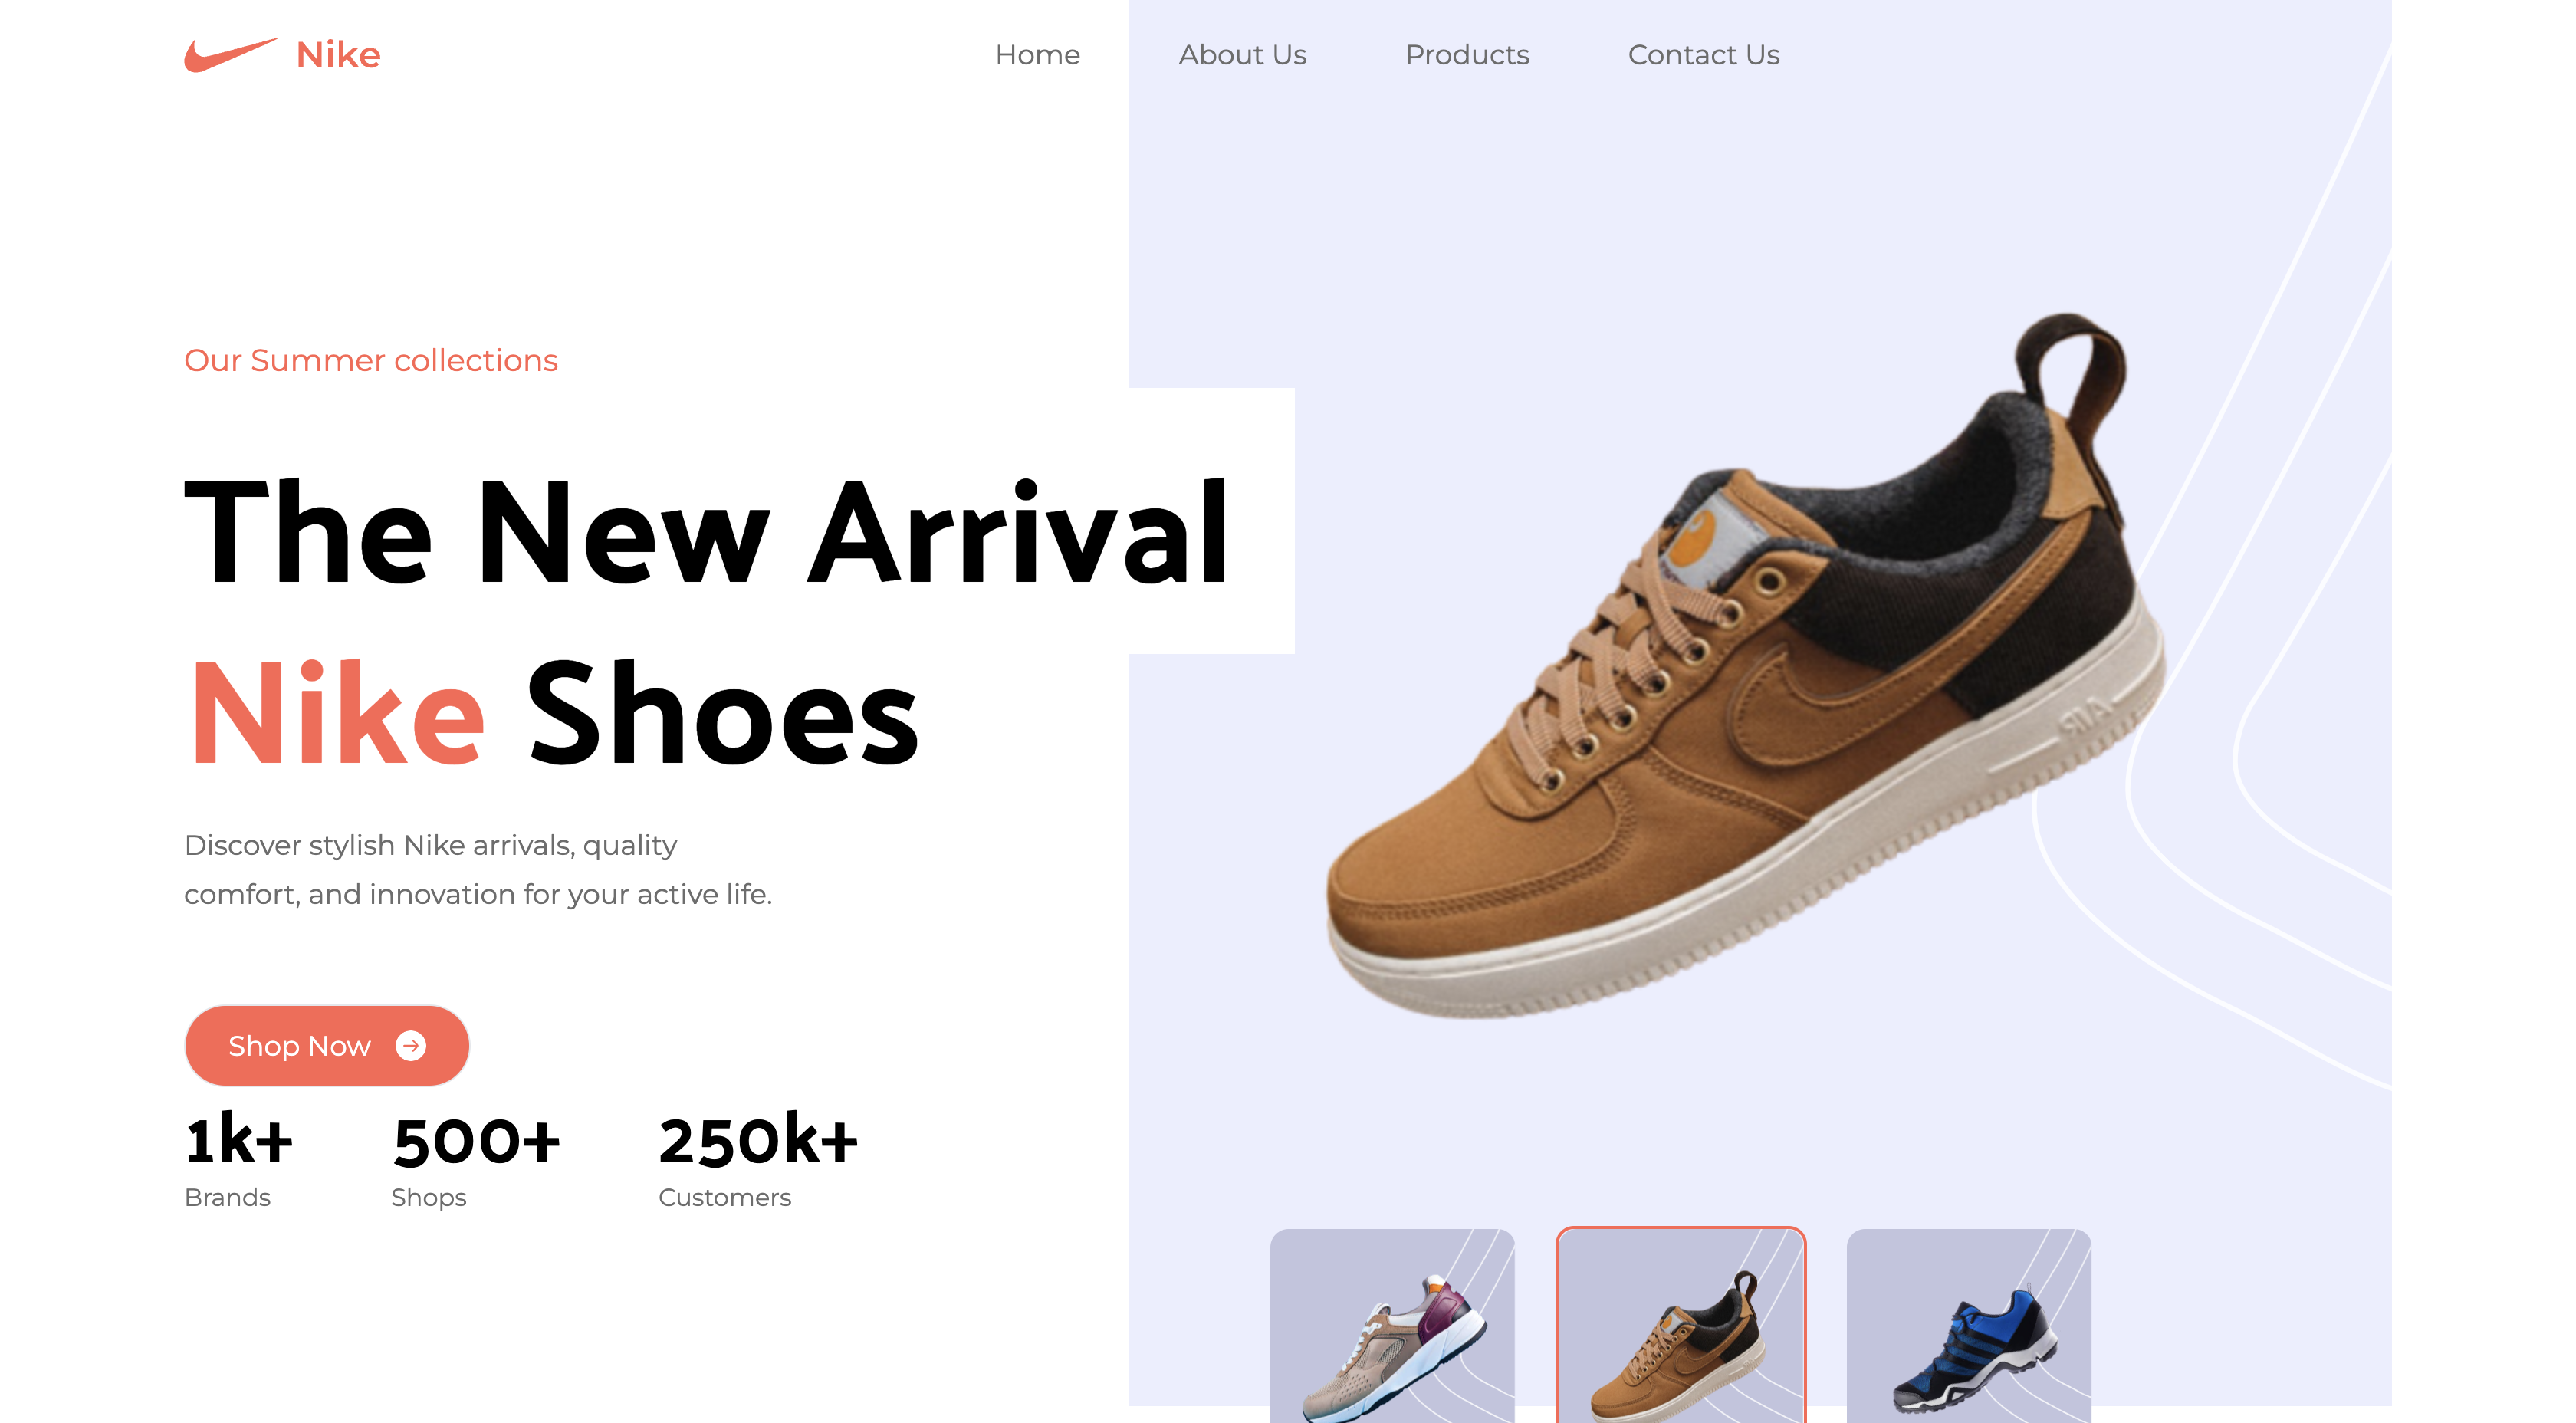 Nike
Home
About Us
Products
Contact Us
Our Summer collections
The New Arrival
Nike Shoes
Discover stylish Nike arrivals, quality
comfort, and innovation for your active life.
Shop Now
1k+
Brands
500+
Shops
250k+
Customers
AIR